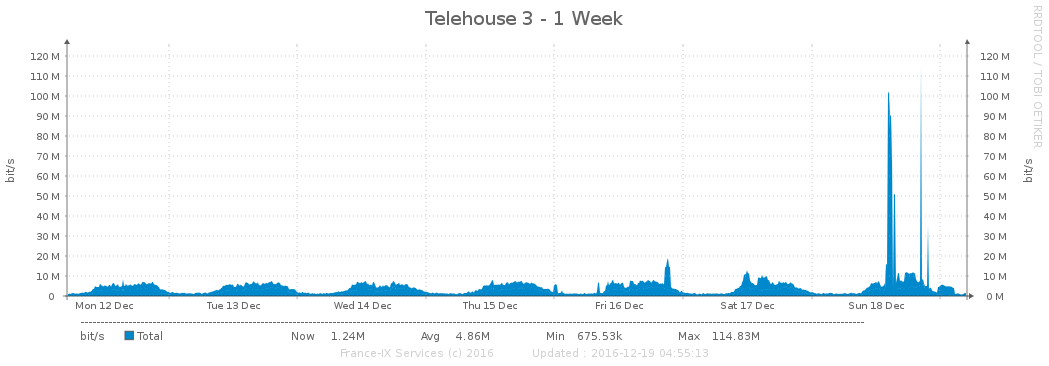 Telehouse 3 - 1 Week
RRDTOOL / TOBI OETIKER
120 M 120 M
110 M 110 M
100 M 100 M
90 M 90 M
80 M 80 M
70 M 70 M
60 M 60 M
50 M 50 M
40 M 40 M
30 M 30 M
20 M 20 M
10 M 10 M
0 0 M
bit/s
bit/s
Mon 12 Dec Tue 13 Dec Wed 14 Dec Thu 15 Dec Fri 16 Dec Sat 17 Dec Sun 18 Dec
bit/s Total Now 1.24M Avg 4.86M Min 675.53k Max 114.83M
France-IX Services (c) 2016 Updated : 2016-12-19 04:55:13